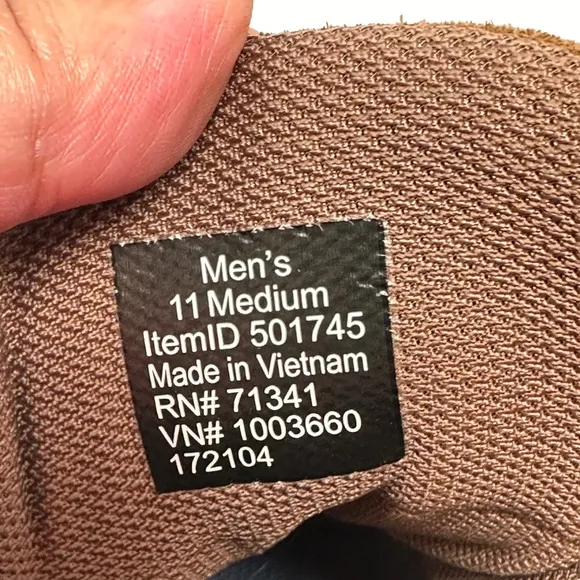 Men's
11 Medium
ItemID 501745
Made in Vietnam
RN# 71341
VN# 1003660
172104